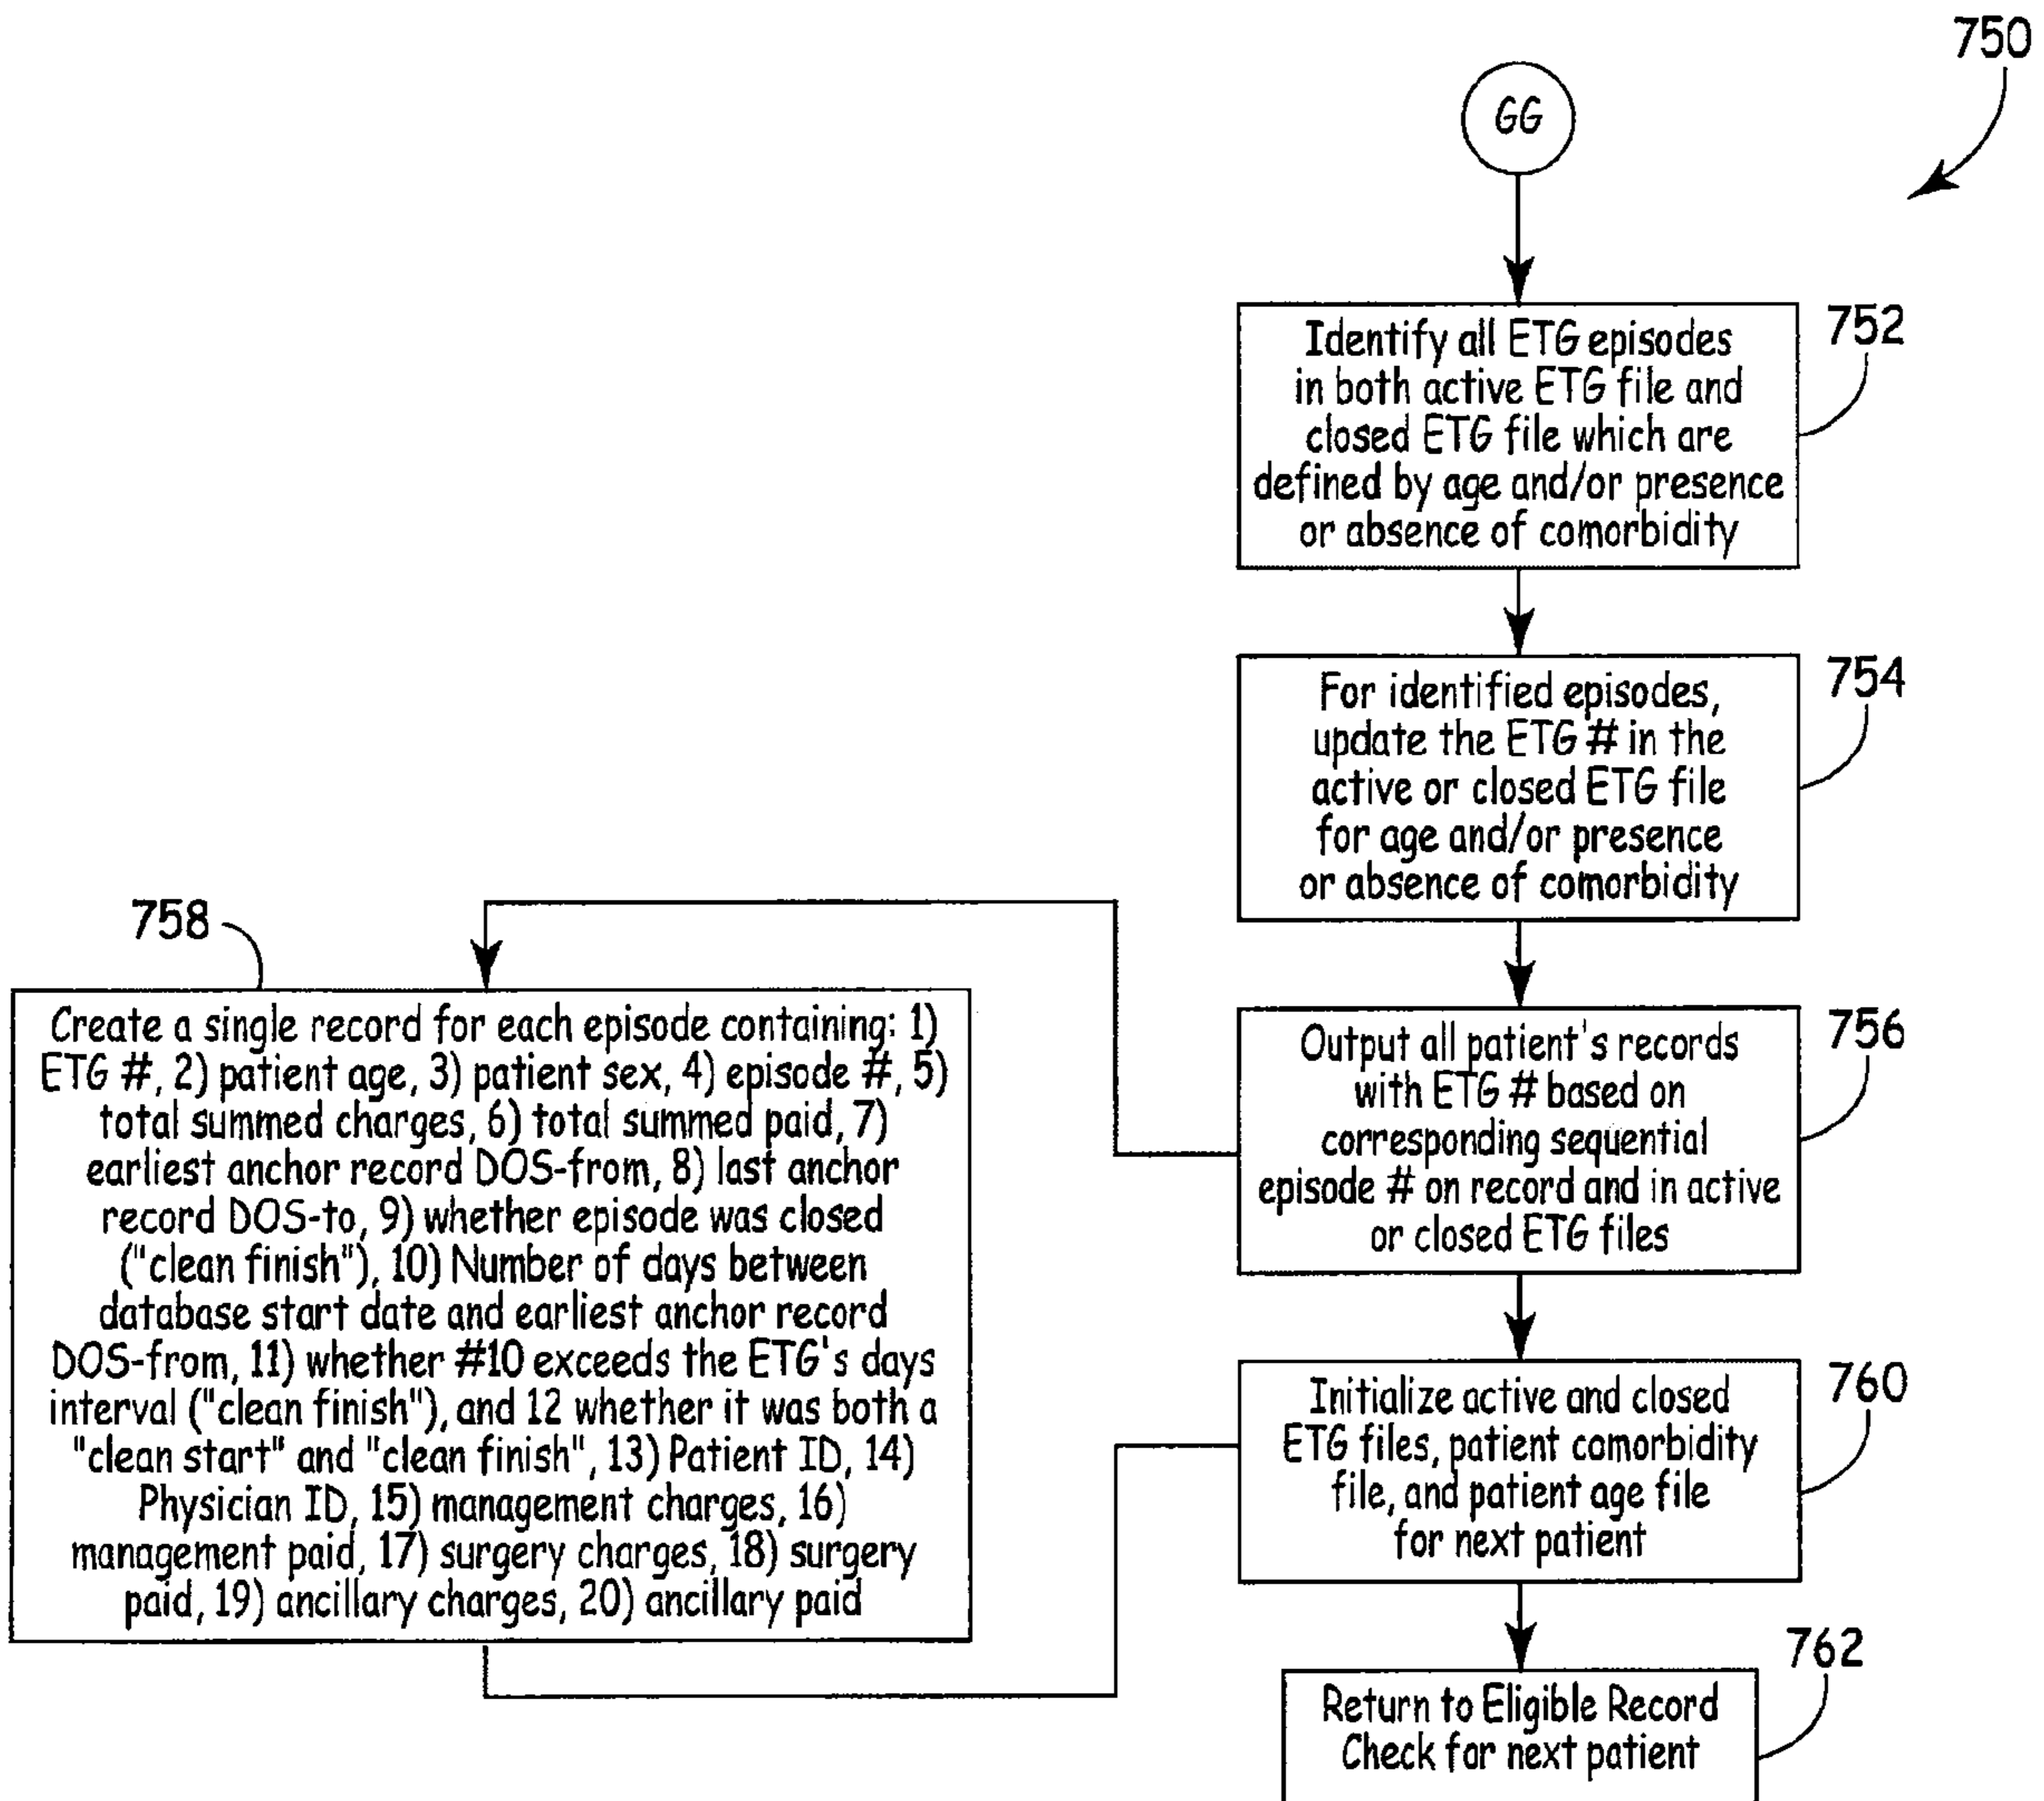 750
GG
Identify all ETG episodes
in both active ETG file and
closed ETG file which are
defined by age and/or presence
or absence of comorbidity
752
For identified episodes,
update the ETG # in the
active or closed ETG file
for age and/or presence
or absence of comorbidity
754
Output all patient's records
with ETG # based on
corresponding sequential
episode # on record and in active
or closed ETG files
756
758
Create a single record for each episode containing: 1)
ETG #, 2) patient age, 3) patient sex, 4) episode #, 5)
total summed charges, 6) total summed paid, 7)
earliest anchor record DOS-from, 8) last anchor
record DOS-to, 9) whether episode was closed
("clean finish"), 10) Number of days between
database start date and earliest anchor record
DOS-from, 11) whether #10 exceeds the ETG's days
interval ("clean finish"), and 12 whether it was both a
"clean start" and "clean finish", 13) Patient ID, 14)
Physician ID, 15) management charges, 16)
management paid, 17) surgery charges, 18) surgery
paid, 19) ancillary charges, 20) ancillary paid
Initialize active and closed
ETG files, patient comorbidity
file, and patient age file
for next patient
760
Return to Eligible Record
Check for next patient
762